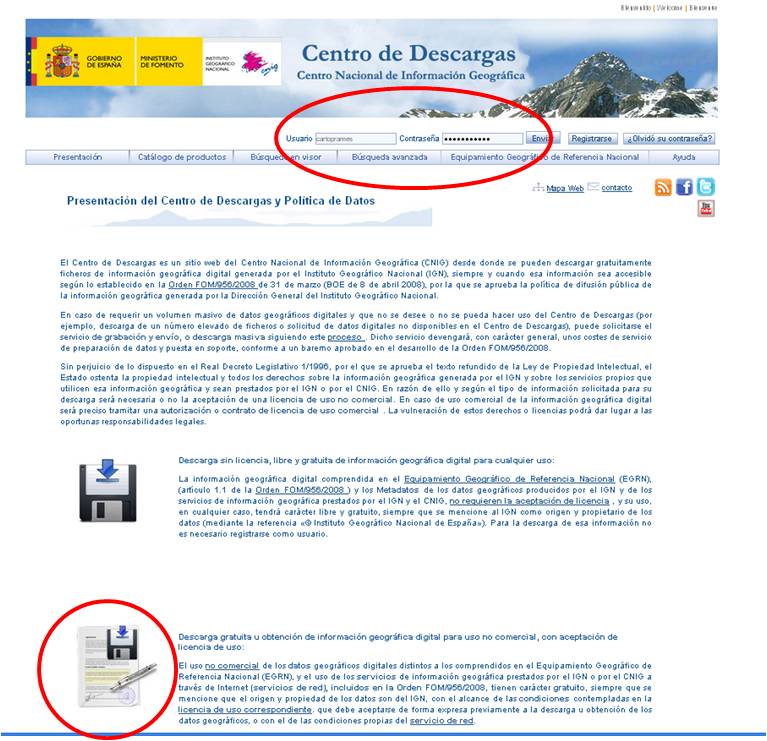 Bienvenido | Welcome | Bienvenue
GOBIERNO DE ESPAÑA
MINISTERIO DE FOMENTO
INSTITUTO GEOGRÁFICO NACIONAL
cnig
Centro de Descargas
Centro Nacional de Información Geográfica
Usuario cartoprames Contraseña ••••••••••• Envia Registrarse ¿Olvidó su contraseña?
Presentación Catálogo de productos Búsqueda en visor Búsqueda avanzada Equipamiento Geográfico de Referencia Nacional Ayuda
Mapa Web contacto
You Tube
Presentación del Centro de Descargas y Política de Datos
El Centro de Descargas es un sitio web del Centro Nacional de Información Geográfica (CNIG) desde donde se pueden descargar gratuitamente
ficheros de información geográfica digital generada por el Instituto Geográfico Nacional (IGN), siempre y cuando esa información sea accesible
según lo establecido en la Orden FOM/956/2008 de 31 de marzo (BOE de 8 de abril 2008), por la que se aprueba la política de difusión pública de
la información geográfica generada por la Dirección General del Instituto Geográfico Nacional.
En caso de requerir un volumen masivo de datos geográficos digitales y que no se desee o no se pueda hacer uso del Centro de Descargas (por
ejemplo, descarga de un número elevado de ficheros o solicitud de datos digitales no disponibles en el Centro de Descargas), puede solicitarse el
servicio de grabación y envío, o descarga masiva siguiendo este proceso . Dicho servicio devengará, con carácter general, unos costes de servicio
de preparación de datos y puesta en soporte, conforme a un baremo aprobado en el desarrollo de la Orden FOM/956/2008.
Sin perjuicio de lo dispuesto en el Real Decreto Legislativo 1/1996, por el que se aprueba el texto refundido de la Ley de Propiedad Intelectual, el
Estado ostenta la propiedad intelectual y todos los derechos sobre la información geográfica generada por el IGN y sobre los servicios propios que
utilicen esa información geográfica y sean prestados por el IGN o por el CNIG. En razón de ello y según el tipo de información solicitada para su
descarga será necesaria o no la aceptación de una licencia de uso no comercial. En caso de uso comercial de la información geográfica digital
será preciso tramitar una autorización o contrato de licencia de uso comercial . La vulneración de estos derechos o licencias podrá dar lugar a las
oportunas responsabilidades legales.
Descarga sin licencia, libre y gratuita de información geográfica digital para cualquier uso:
La información geográfica digital comprendida en el Equipamiento Geográfico de Referencia Nacional (EGRN),
(artículo 1.1 de la Orden FOM/956/2008 ) y los Metadatos de los datos geográficos producidos por el IGN y de los
servicios de información geográfica prestados por el IGN y el CNIG, no requieren la aceptación de licencia , y su uso,
en cualquier caso, tendrá carácter libre y gratuito, siempre que se mencione al IGN como origen y propietario de los
datos (mediante la referencia «© Instituto Geográfico Nacional de España»). Para la descarga de esa información no
es necesario registrarse como usuario.
Descarga gratuita u obtención de información geográfica digital para uso no comercial, con aceptación de
licencia de uso:
El uso no comercial de los datos geográficos digitales distintos a los comprendidos en el Equipamiento Geográfico de
Referencia Nacional (EGRN), y el uso de los servicios de información geográfica prestados por el IGN o por el CNIG a
través de Internet (servicios de red), incluidos en la Orden FOM/956/2008, tienen carácter gratuito, siempre que se
mencione que el origen y propiedad de los datos son del IGN, con el alcance de las condiciones contempladas en la
licencia de uso correspondiente. que debe aceptarse de forma expresa previamente a la descarga u obtención de los
datos geográficos, o con el de las condiciones propias del servicio de red.